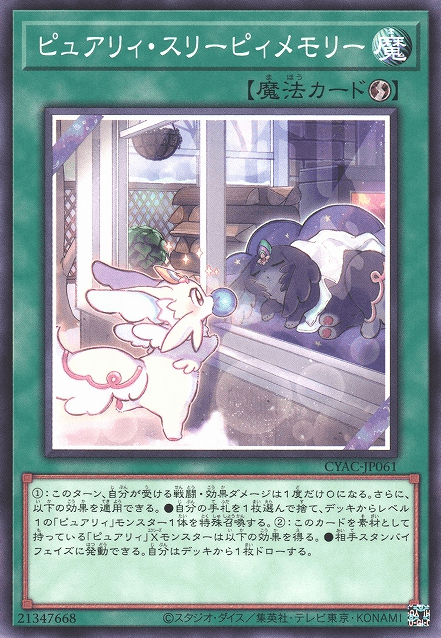 ピュアリィ・スリーピィメモリー
魔
【魔法カード】
CYAC-JP061
①:このターン、自分が受ける戦闘・効果ダメージは1度だけ0になる。さらに、
以下の効果を適用できる。●自分の手札を1枚選んで捨て、デッキからレベル
1の「ピュアリィ」モンスター1体を特殊召喚する。②:このカードを素材として
持っている「ピュアリィ」Xモンスターは以下の効果を得る。●相手スタンバイ
フェイズに発動できる。自分はデッキから1枚ドローする。
21347668
©スタジオ・ダイス/集英社・テレビ東京・KONAMI